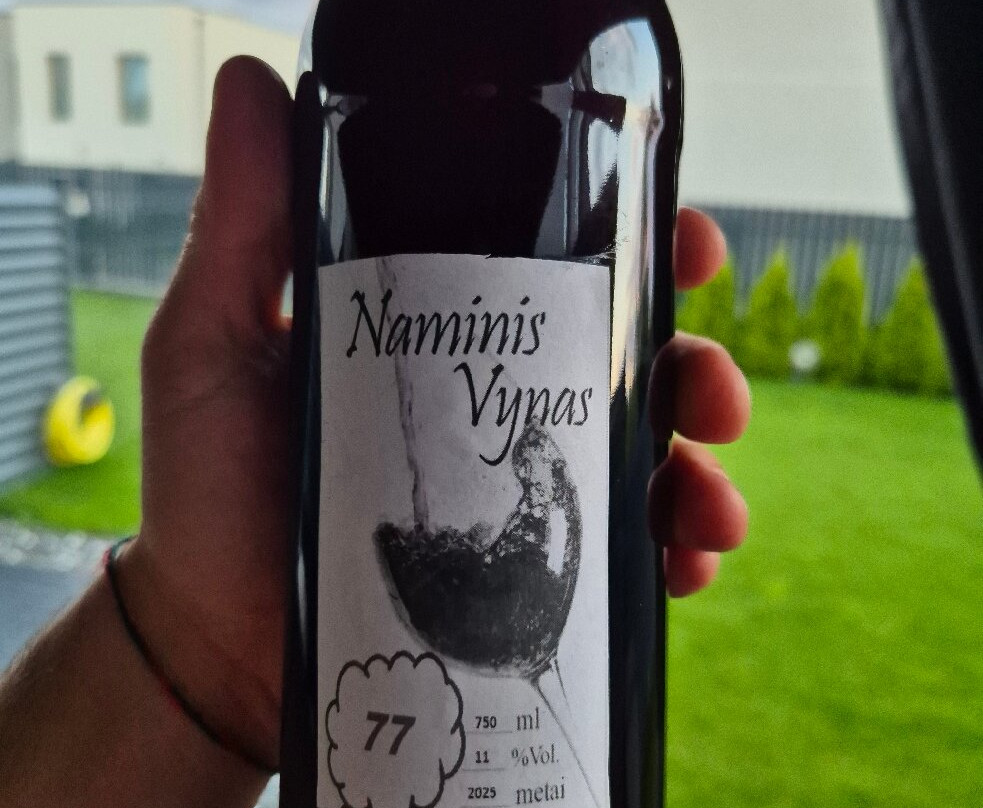 Naminis
Vynas
77
750 ml
11 %Vol.
2025 metai